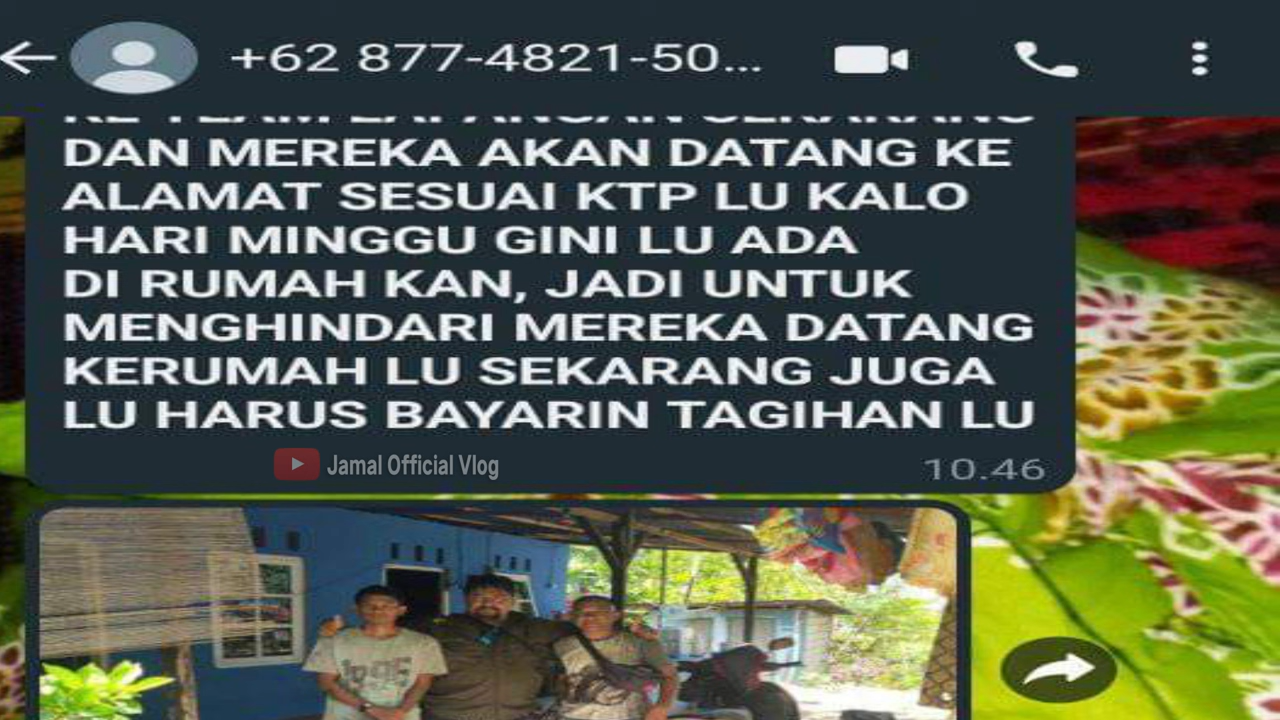 +62 877-4821-50...
DAN MEREKA AKAN DATANG KE
ALAMAT SESUAI KTP LU KALO
HARI MINGGU GINI LU ADA
DI RUMAH KAN, JADI UNTUK
MENGHINDARI MEREKA DATANG
KERUMAH LU SEKARANG JUGA
LU HARUS BAYARIN TAGIHAN LU
Jamal Official Vlog
10.46